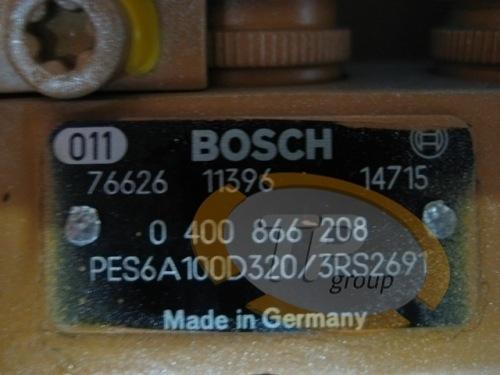 011 BOSCH
76626 11396 14715
0 400 866 208
PES6A100D320/3RS2691
group
Made in Germany